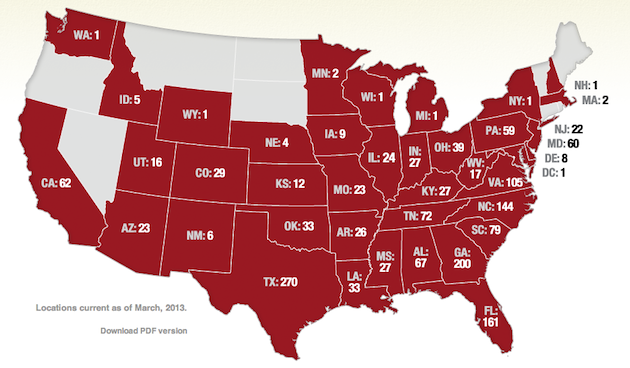 WA: 1
MN: 2
NH: 1
MA: 2
ID: 5
WI: 1
MI: 1
NY: 1
WY: 1
NJ: 22
MD: 60
DE: 8
DC: 1
PA: 59
NE: 4
IA: 9
IL: 24
IN:
27
OH: 39
WV:
17
VA: 105
UT: 16
CO: 29
CA: 62
KS: 12
MO: 23
KY: 27
NC: 144
TN: 72
SC: 79
AZ: 23
NM: 6
OK: 33
AR: 26
MS:
27
AL:
67
GA:
200
TX: 270
LA:
33
FL:
161
Locations current as of March, 2013.
Download PDF version